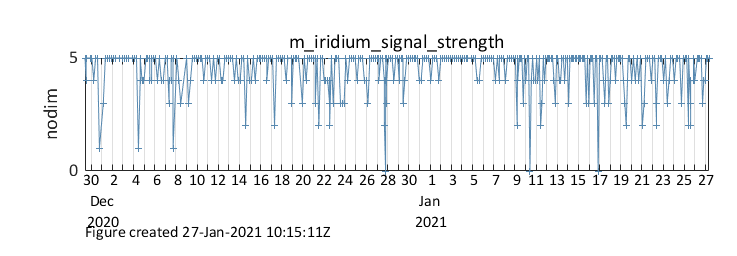 m_iridium_signal_strength
5
nodim
0
30 2 4 6 8 10 12 14 16 18 20 22 24 26 28 30 1 3 5 7 9 11 13 15 17 19 21 23 25 27
Dec Jan
2020 2021
Figure created 27-Jan-2021 10:15:11Z